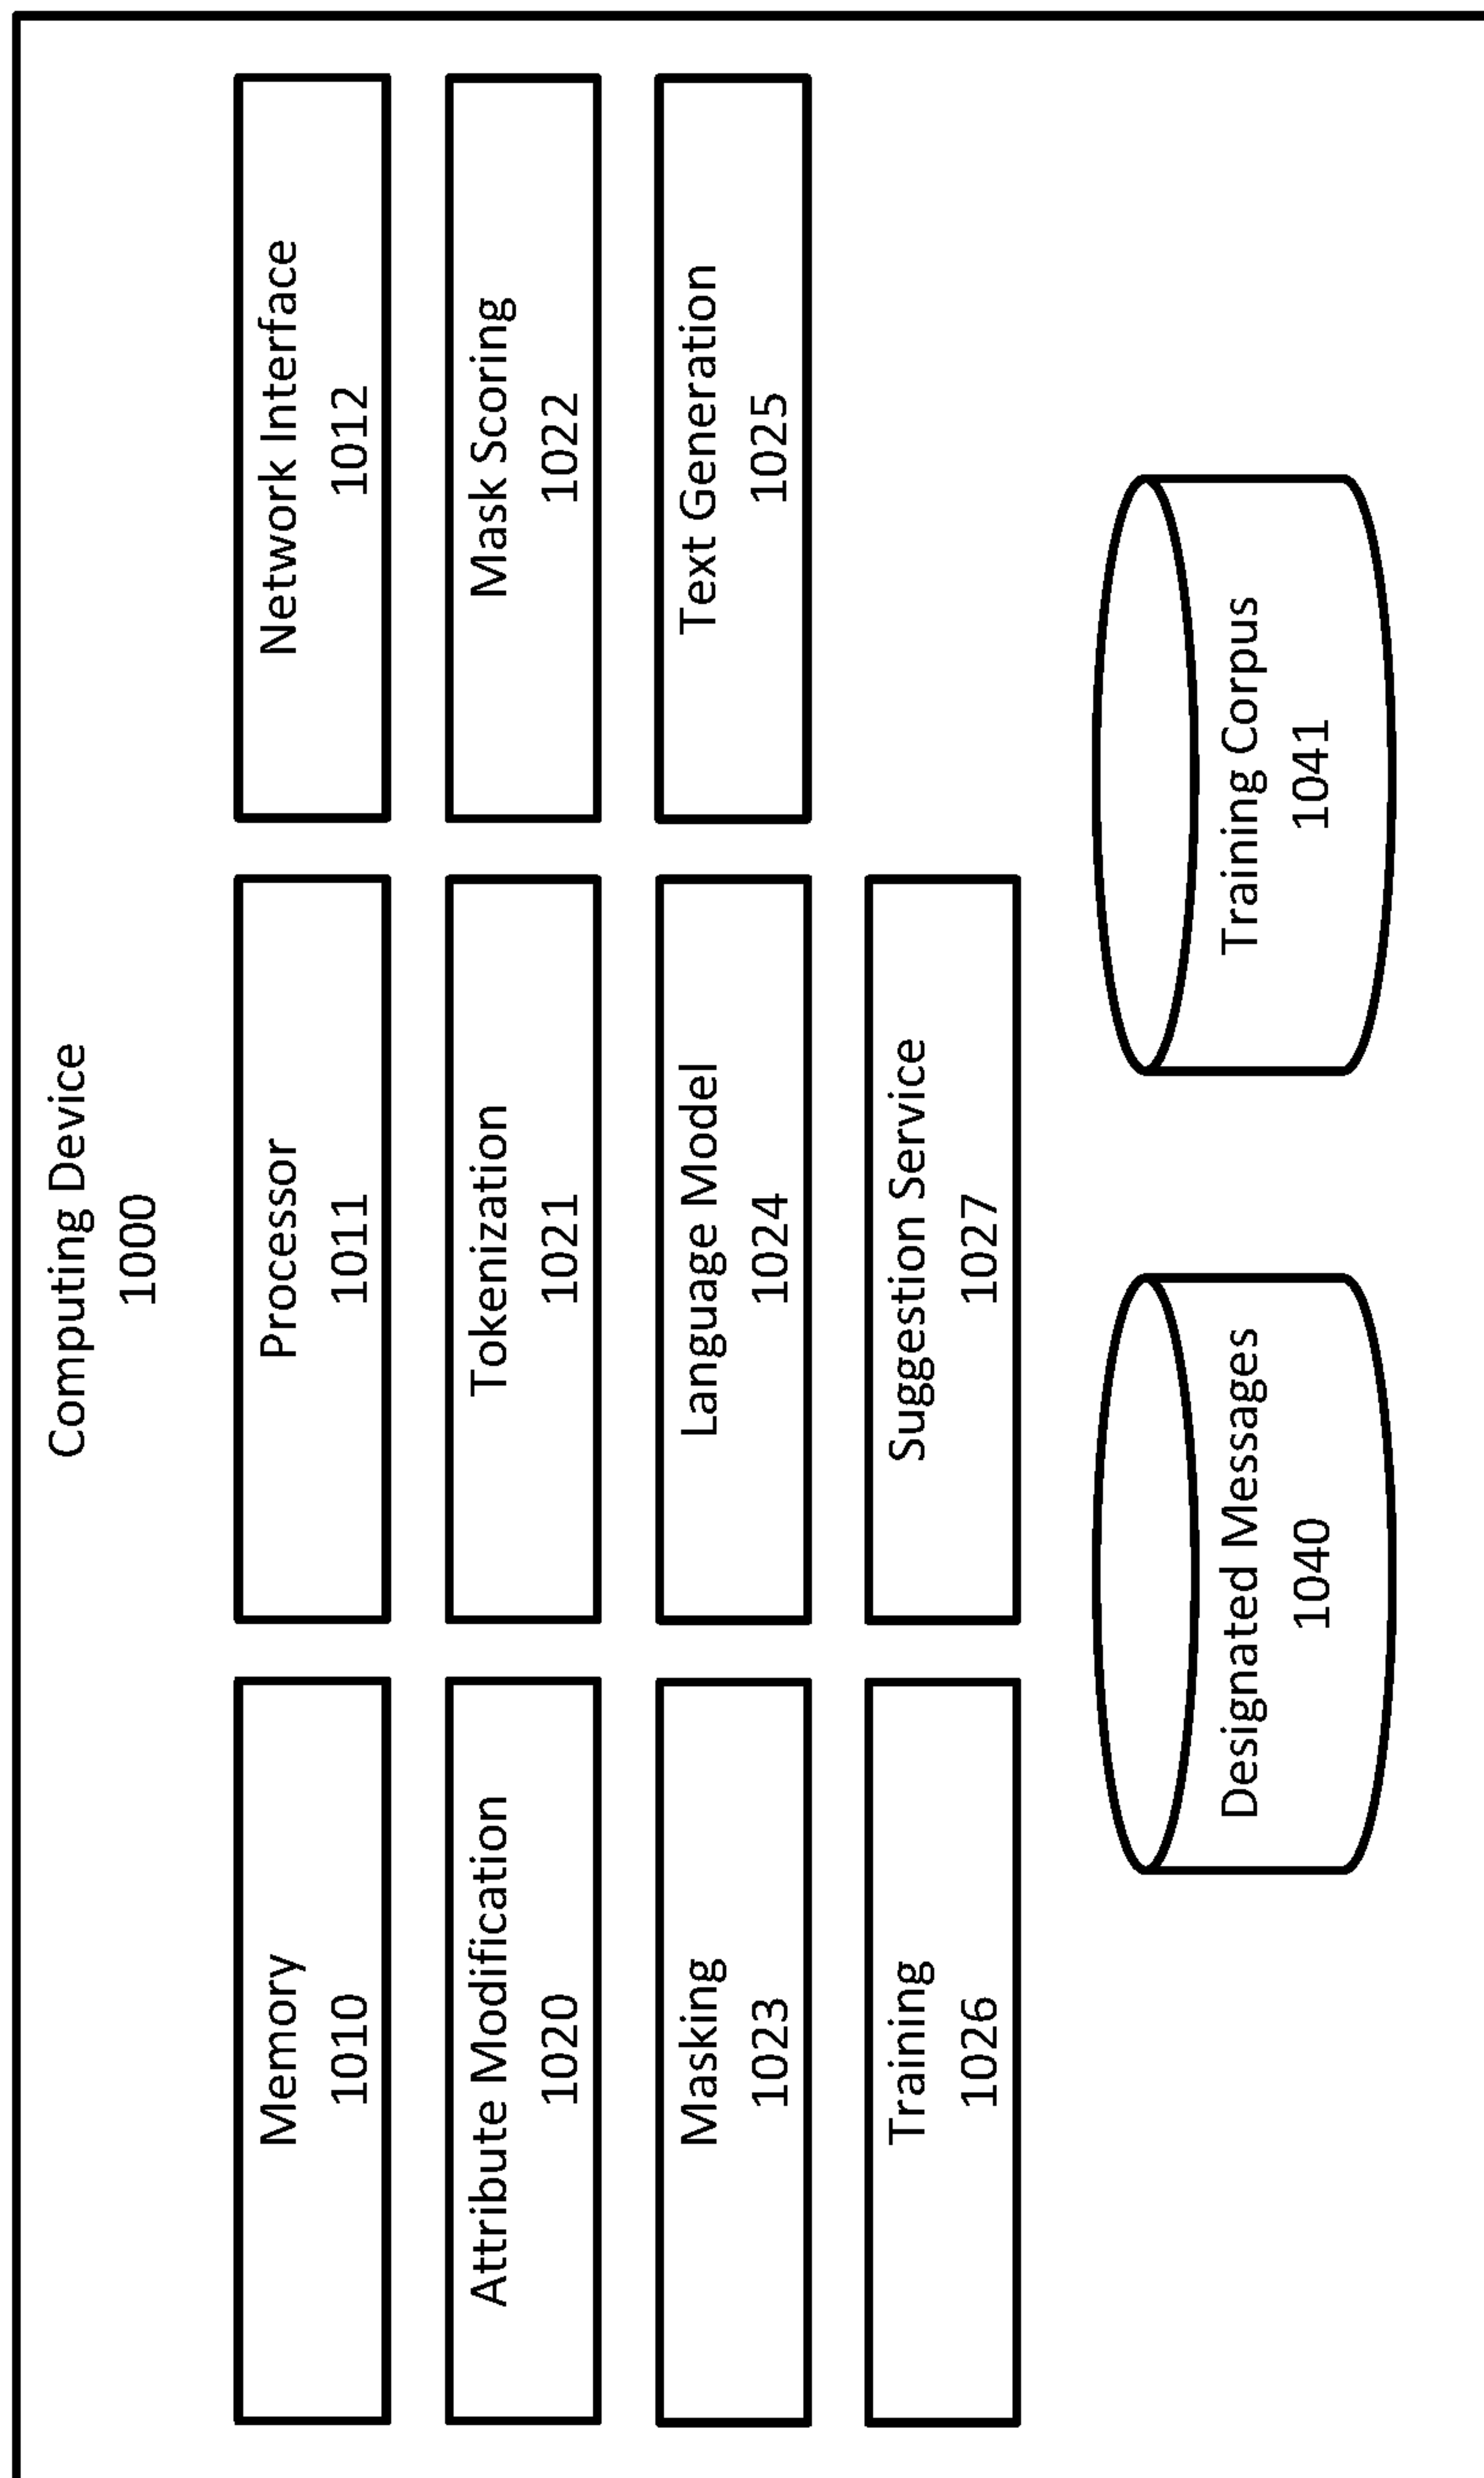 Computing Device
1000
Memory
1010
Processor
1011
Network Interface
1012
Attribute Modification
1020
Tokenization
1021
Mask Scoring
1022
Masking
1023
Language Model
1024
Text Generation
1025
Training
1026
Suggestion Service
1027
Designated Messages
1040
Training Corpus
1041